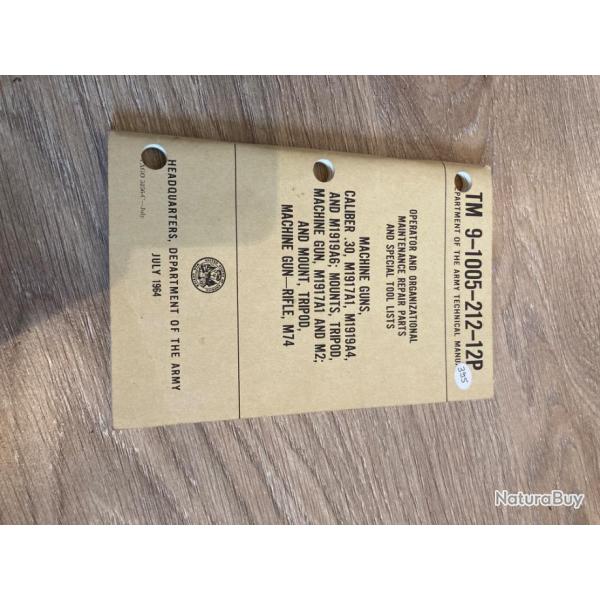 TM 9-1005-212-12P
DEPARTMENT OF THE ARMY TECHNICAL MANUAL
395
OPERATOR AND ORGANIZATIONAL
MAINTENANCE REPAIR PARTS
AND SPECIAL TOOL LISTS
MACHINE GUNS,
CALIBER .30, M1917A1, M1919A4,
AND M1919A6; MOUNTS, TRIPOD,
MACHINE GUN, M1917A1 AND M2;
AND MOUNT, TRIPOD,
MACHINE GUN—RIFLE, M74
HEADQUARTERS, DEPARTMENT OF THE ARMY
JULY 1964
NaturaBuy